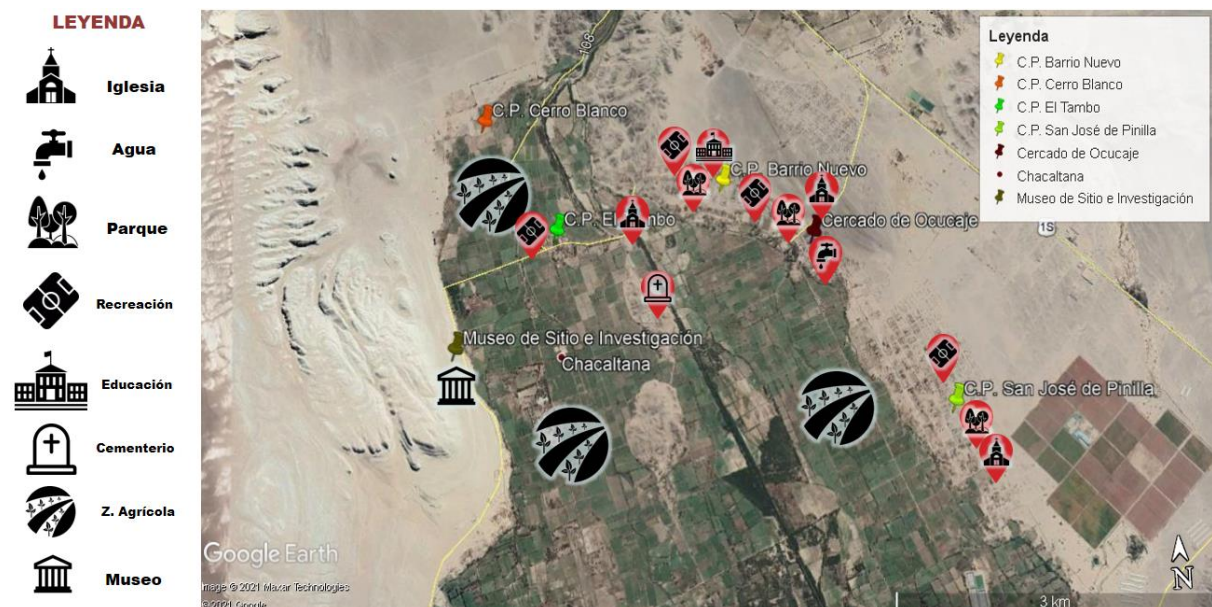 LEYENDA
Iglesia
Agua
Parque
Recreación
Educación
Cementerio
Z. Agrícola
Museo
108
C.P. Cerro Blanco
C.P. Barrio Nuevo
C.P. El Tambo
Cercado de Ocucaje
Museo de Sitio e Investigación
Chacaltana
C.P. San José de Pinilla
1S
Leyenda
C.P. Barrio Nuevo
C.P. Cerro Blanco
C.P. El Tambo
C.P. San José de Pinilla
Cercado de Ocucaje
Chacaltana
Museo de Sitio e Investigación
Google Earth
Image © 2021 Maxar Technologies
© 2021 Google
N
3 km